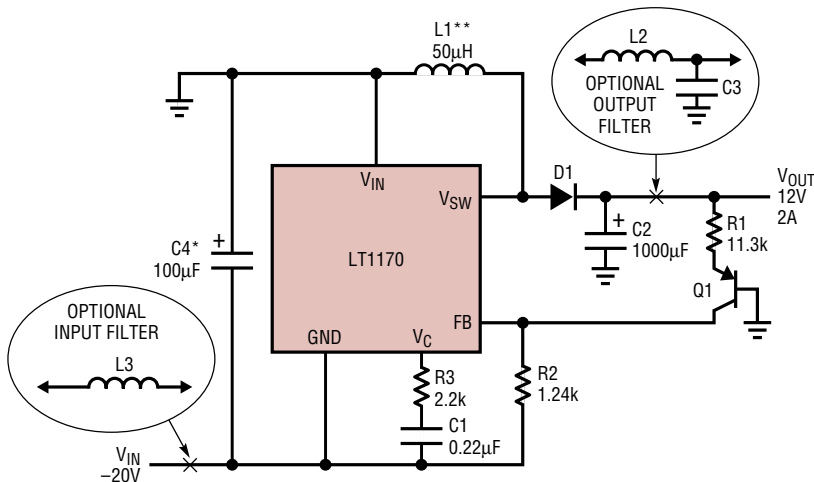 L1**
50µH
L2
C3
OPTIONAL
OUTPUT
FILTER
VIN
VSW
D1
VOUT
12V
2A
R1
11.3k
C4*
100µF
+
LT1170
+
C2
1000µF
Q1
OPTIONAL
INPUT FILTER
L3
GND
VC
FB
R3
2.2k
R2
1.24k
C1
0.22µF
VIN
–20V